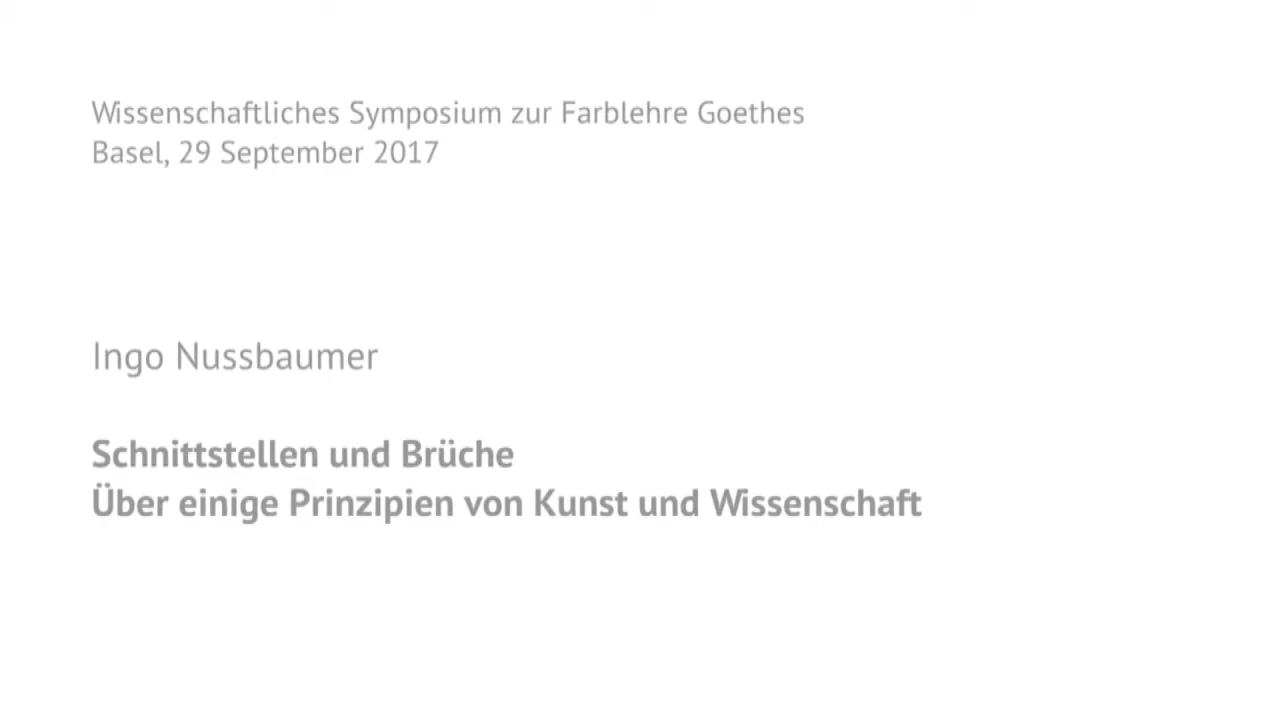 Wissenschaftliches Symposium zur Farblehre Goethes
Basel, 29 September 2017
Ingo Nussbaumer
Schnittstellen und Brüche
Über einige Prinzipien von Kunst und Wissenschaft